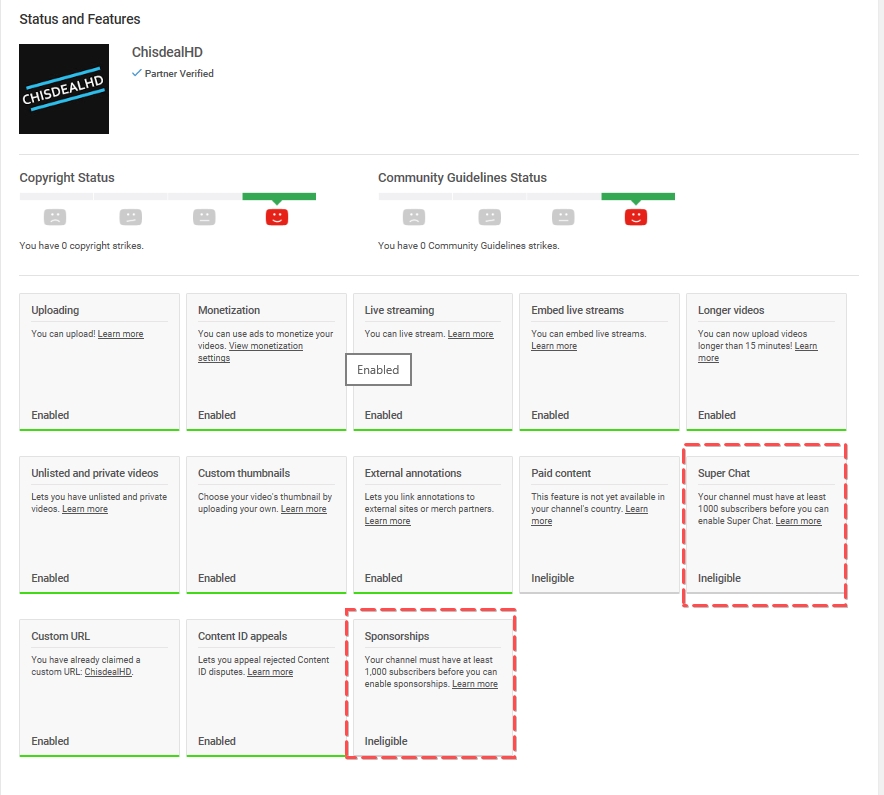 Status and Features
CHISDEALHD
ChisdealHD
Partner Verified
Copyright Status
You have 0 copyright strikes.
Community Guidelines Status
You have 0 Community Guidelines strikes.
Uploading
You can upload! Learn more
Enabled
Monetization
You can use ads to monetize your
videos. View monetization
settings
Enabled
Live streaming
You can live stream. Learn more
Enabled
Enabled
Embed live streams
You can embed live streams.
Learn more
Enabled
Longer videos
You can now upload videos
longer than 15 minutes! Learn
more
Enabled
Unlisted and private videos
Lets you have unlisted and private
videos. Learn more
Enabled
Custom thumbnails
Choose your video's thumbnail by
uploading your own. Learn more
Enabled
External annotations
Lets you link annotations to
external sites or merch partners.
Learn more
Enabled
Paid content
This feature is not yet available in
your channel's country. Learn
more
Ineligible
Super Chat
Your channel must have at least
1000 subscribers before you can
enable Super Chat. Learn more
Ineligible
Custom URL
You have already claimed a
custom URL: ChisdealHD.
Enabled
Content ID appeals
Lets you appeal rejected Content
ID disputes. Learn more
Enabled
Sponsorships
Your channel must have at least
1,000 subscribers before you can
enable sponsorships. Learn more
Ineligible